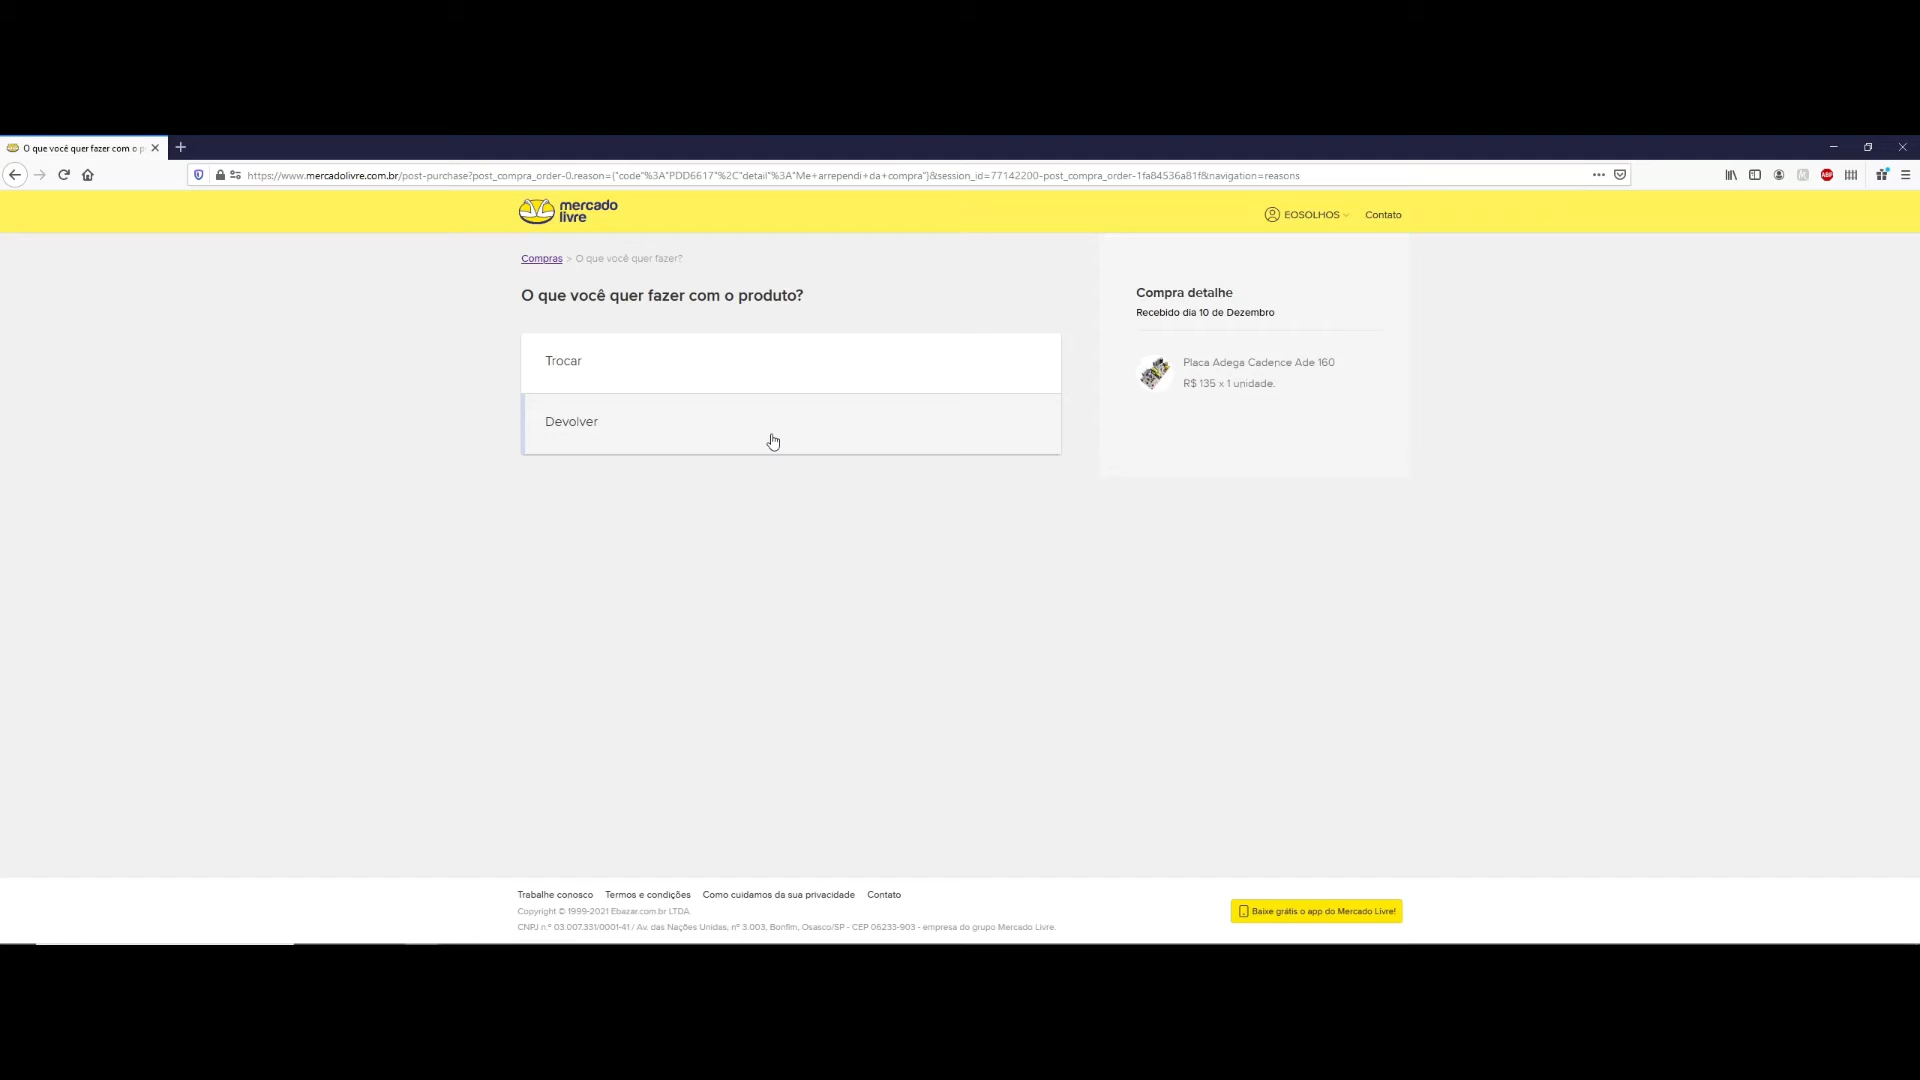 O que você quer fazer com o p
https://www.mercadolivre.com.br/post-purchase?post_compra_order-0.reason={"code"%3A"PDD6617"%2C"detail"%3A"Me+arrependi+da+compra"}&session_id=77142200-post_compra_order-1fa84536a81f&navigation=reasons
ABP
mercado
livre
EOSOLHOS
Contato
Compras > O que você quer fazer?
O que você quer fazer com o produto?
Trocar
Devolver
Compra detalhe
Recebido dia 10 de Dezembro
Placa Adega Cadence Ade 160
R$ 135 x 1 unidade.
Trabalhe conosco Termos e condições Como cuidamos da sua privacidade Contato
Copyright © 1999-2021 Ebazar.com.br LTDA.
CNPJ n.º 03.007.331/0001-41 / Av. das Nações Unidas, nº 3.003, Bonfim, Osasco/SP - CEP 06233-903 - empresa do grupo Mercado Livre.
Baixe grátis o app do Mercado Livre!